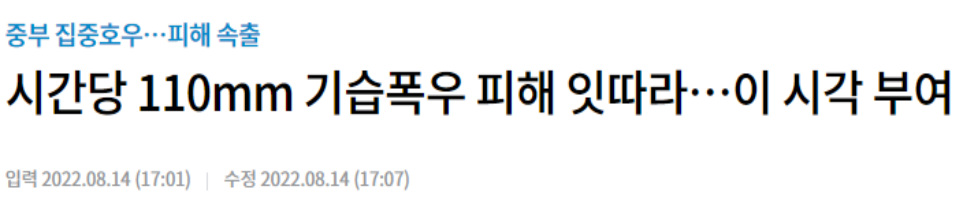 중부 집중호우…피해 속출
시간당 110mm 기습폭우 피해 잇따라…이 시각 부여
입력 2022.08.14 (17:01) | 수정 2022.08.14 (17:07)